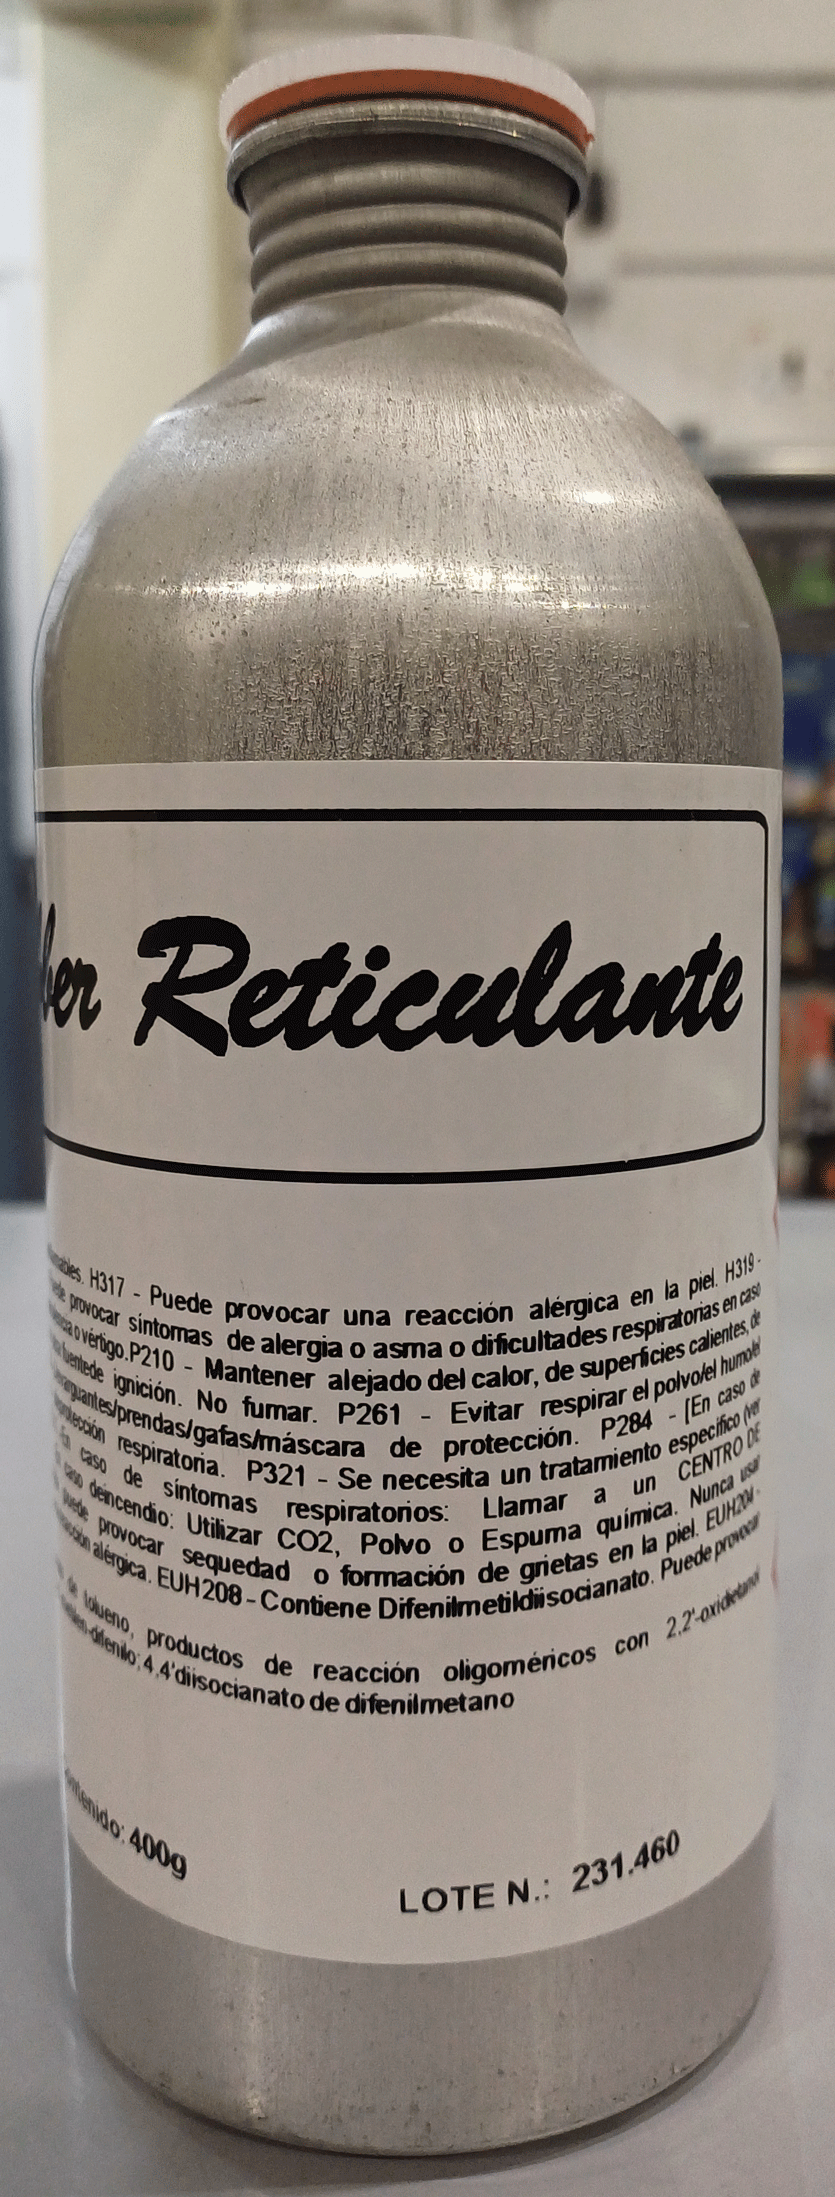 Reticulante
H317 - Puede provocar una reacción alérgica en la piel. H319 -
provocar síntomas de alergia o asma o dificultades respiratorias en caso
o vértigo.P210 - Mantener alejado del calor, de superficies calientes, de
ignición. No fumar. P261 - Evitar respirar el polvo/el humo/el
guantes/prendas/gafas/máscara de protección. P284 - [En caso de
respiratoria. P321 - Se necesita un tratamiento específico (ver
caso de síntomas respiratorios: Llamar a un CENTRO DE
caso deincendio: Utilizar CO2, Polvo o Espuma química. Nunca usar
puede provocar sequedad o formación de grietas en la piel. EUH204 -
alérgica. EUH208 - Contiene Difenilmetildiisocianato. Puede provocar
de tolueno, productos de reacción oligoméricos con 2,2'-oxidietanol
4,4'diisocianato de difenilmetano
400g
LOTE N.: 231.460